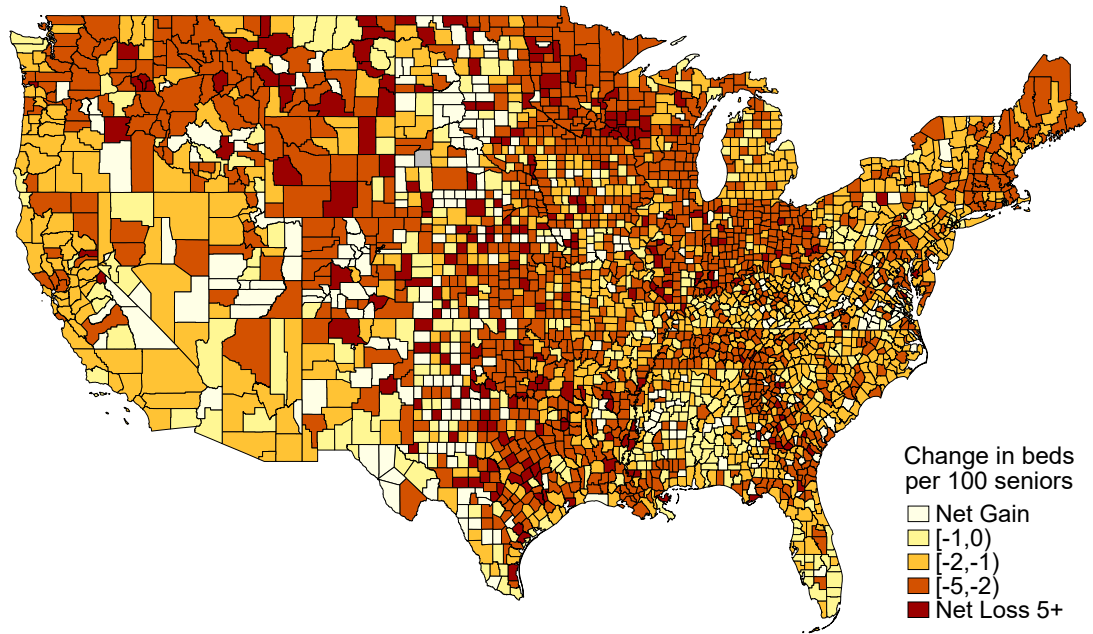 Change in beds
per 100 seniors
Net Gain
[-1,0)
[-2,-1)
[-5,-2)
Net Loss 5+